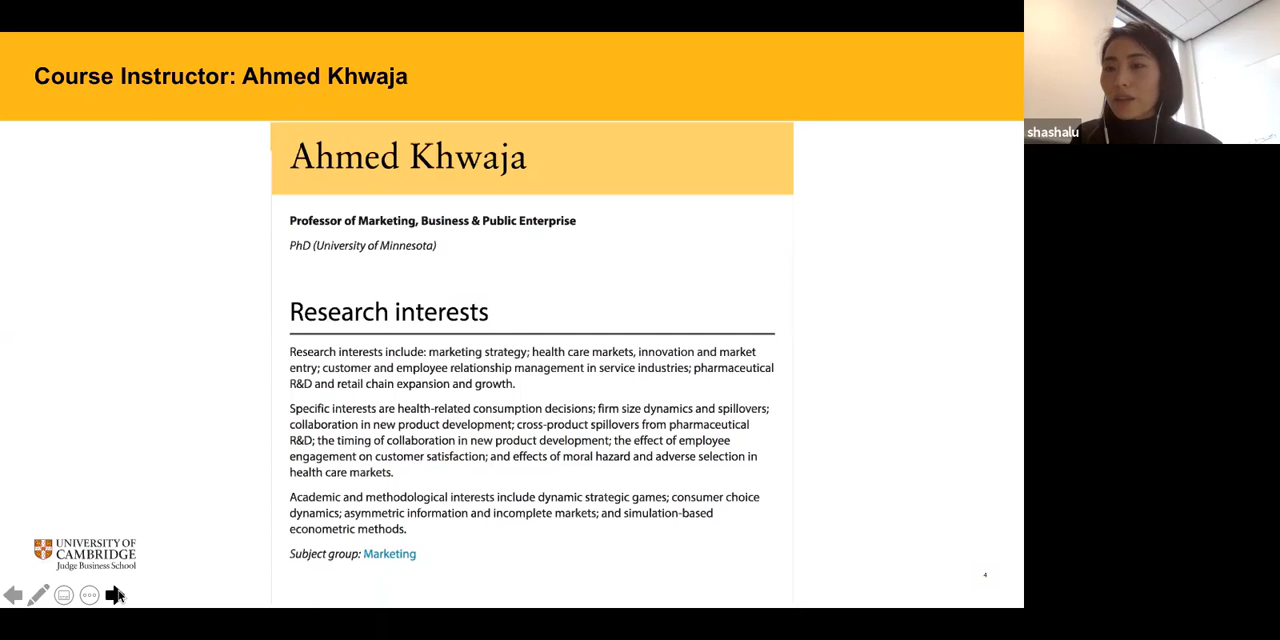 Course Instructor: Ahmed Khwaja
shashalu
Ahmed Khwaja
Professor of Marketing, Business & Public Enterprise
PhD (University of Minnesota)
Research interests
Research interests include: marketing strategy; health care markets, innovation and market
entry; customer and employee relationship management in service industries; pharmaceutical
R&D and retail chain expansion and growth.
Specific interests are health-related consumption decisions; firm size dynamics and spillovers;
collaboration in new product development; cross-product spillovers from pharmaceutical
R&D; the timing of collaboration in new product development; the effect of employee
engagement on customer satisfaction; and effects of moral hazard and adverse selection in
health care markets.
Academic and methodological interests include dynamic strategic games; consumer choice
dynamics; asymmetric information and incomplete markets; and simulation-based
econometric methods.
Subject group: Marketing
UNIVERSITY OF
CAMBRIDGE
Judge Business School
4